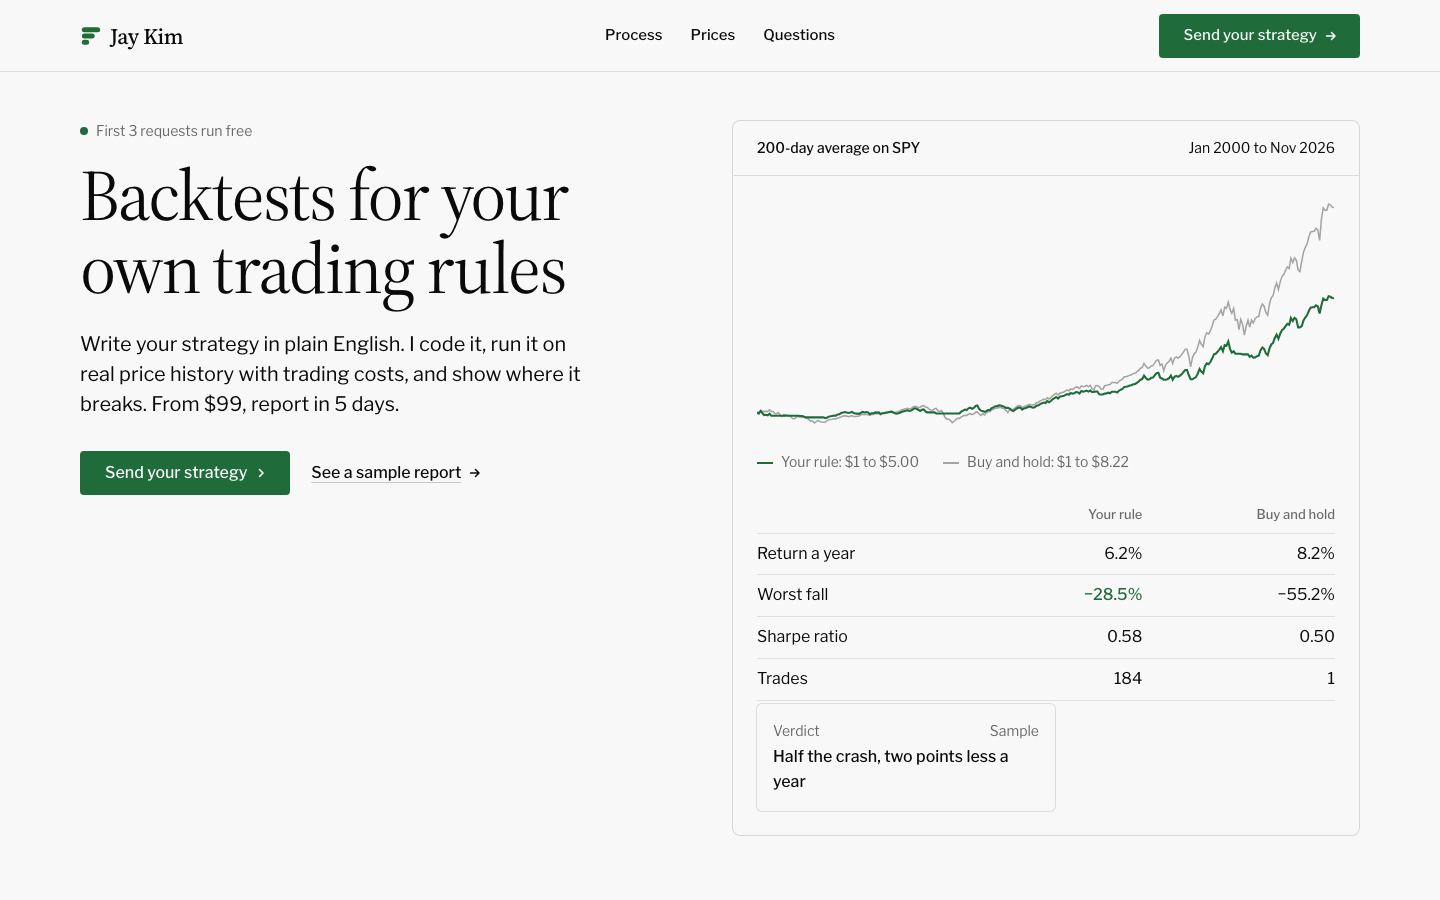 Jay Kim
Process Prices Questions
Send your strategy →
First 3 requests run free
Backtests for your
own trading rules
Write your strategy in plain English. I code it, run it on
real price history with trading costs, and show where it
breaks. From $99, report in 5 days.
Send your strategy ›
See a sample report →
200-day average on SPY Jan 2000 to Nov 2026
Your rule: $1 to $5.00 Buy and hold: $1 to $8.22
Your rule Buy and hold
Return a year 6.2% 8.2%
Worst fall −28.5% −55.2%
Sharpe ratio 0.58 0.50
Trades 184 1
Verdict Sample
Half the crash, two points less a
year